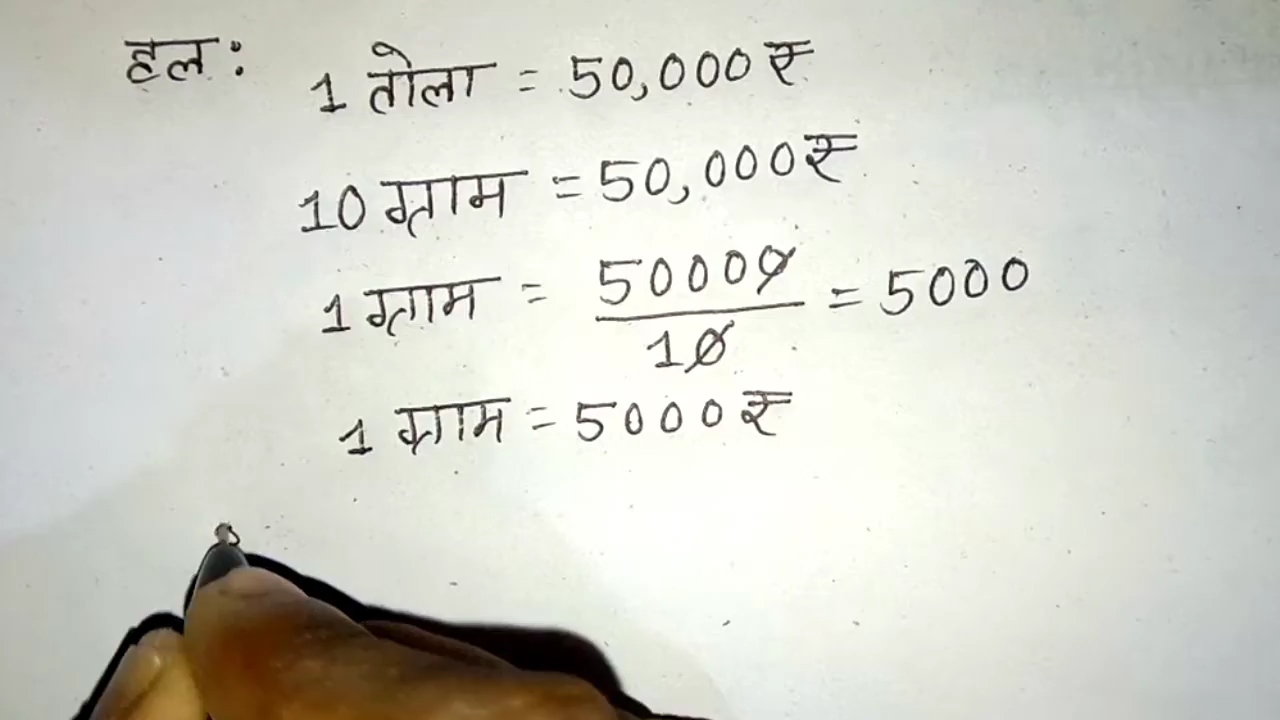 हल: 1 तोला = 50,000₹
10 ग्राम = 50,000₹
1 ग्राम = 50000/10 = 5000
1 ग्राम = 5000₹